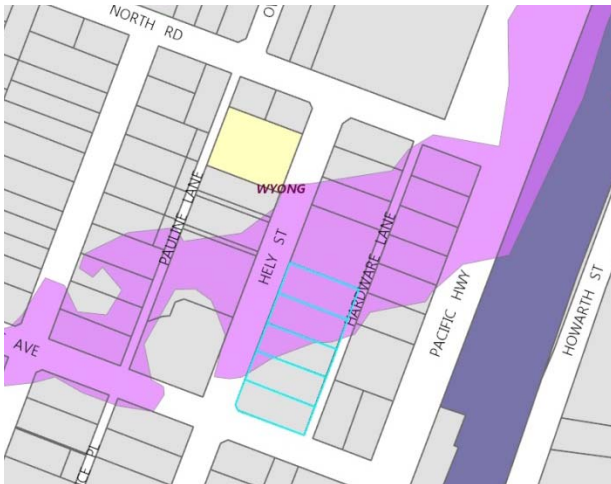 NORTH RD
WYONG
PAULINE LANE
HELY ST
HARDWARE LANE
PACIFIC HWY
HOWARTH ST
AVE